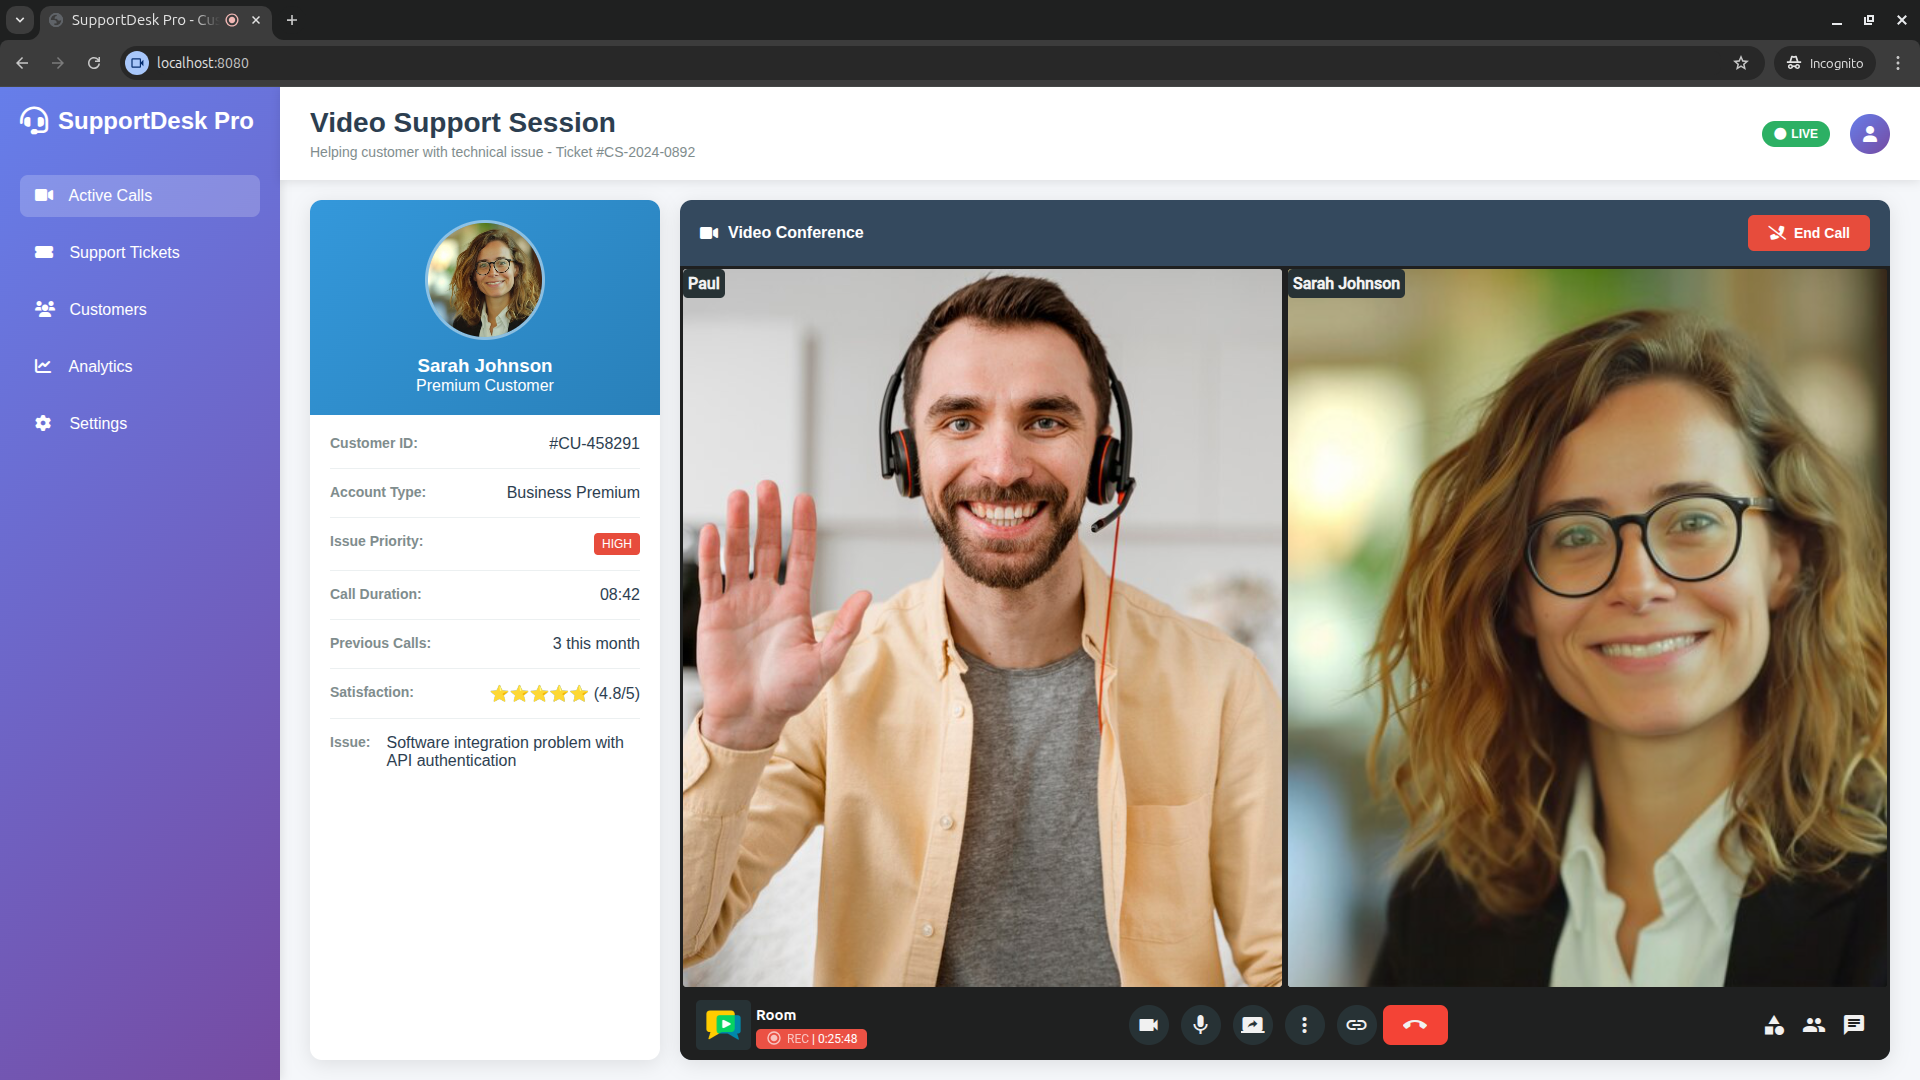 SupportDesk Pro - Cus
localhost:8080
Incognito
SupportDesk Pro
Active Calls
Support Tickets
Customers
Analytics
Settings
Video Support Session
Helping customer with technical issue - Ticket #CS-2024-0892
LIVE
Sarah Johnson
Premium Customer
Customer ID: #CU-458291
Account Type: Business Premium
Issue Priority: HIGH
Call Duration: 08:42
Previous Calls: 3 this month
Satisfaction: ⭐⭐⭐⭐⭐ (4.8/5)
Issue: Software integration problem with
API authentication
Video Conference
End Call
Paul
Sarah Johnson
Room
REC | 0:25:48